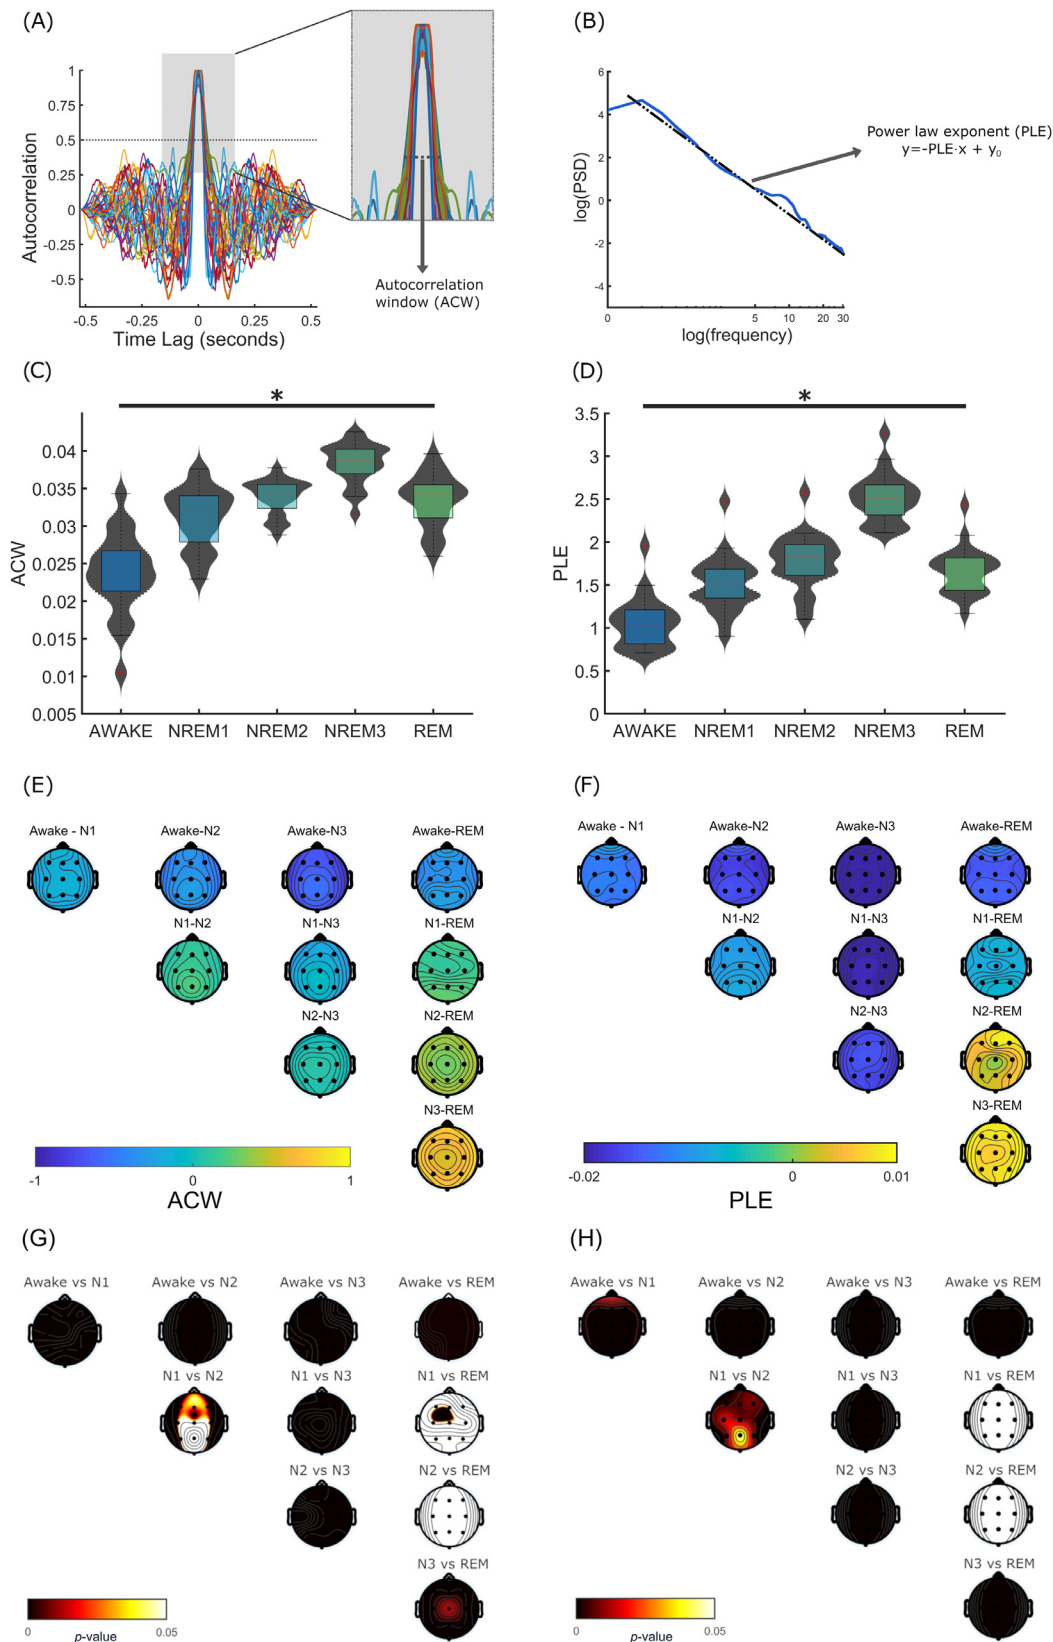 (A)
1
0.75
0.5
0.25
0
-0.25
-0.5
Autocorrelation
-0.5
-0.25
0
0.25
0.5
Time Lag (seconds)
Autocorrelation
window (ACW)
(B)
6
4
2
0
-2
-4
log(PSD)
0
5
10
20
30
log(frequency)
Power law exponent (PLE)
y=-PLE·x + y0
(C)
*
0.04
0.035
0.03
0.025
0.02
0.015
0.01
0.005
ACW
AWAKE
NREM1
NREM2
NREM3
REM
(D)
*
3.5
3
2.5
2
1.5
1
0.5
0
PLE
AWAKE
NREM1
NREM2
NREM3
REM
(E)
Awake - N1
Awake-N2
Awake-N3
Awake-REM
N1-N2
N1-N3
N1-REM
N2-N3
N2-REM
N3-REM
-1
0
1
ACW
(F)
Awake - N1
Awake-N2
Awake-N3
Awake-REM
N1-N2
N1-N3
N1-REM
N2-N3
N2-REM
N3-REM
-0.02
0
0.01
PLE
(G)
Awake vs N1
Awake vs N2
Awake vs N3
Awake vs REM
N1 vs N2
N1 vs N3
N1 vs REM
N2 vs N3
N2 vs REM
N3 vs REM
0
0.05
p-value
(H)
Awake vs N1
Awake vs N2
Awake vs N3
Awake vs REM
N1 vs N2
N1 vs N3
N1 vs REM
N2 vs N3
N2 vs REM
N3 vs REM
0
0.05
p-value